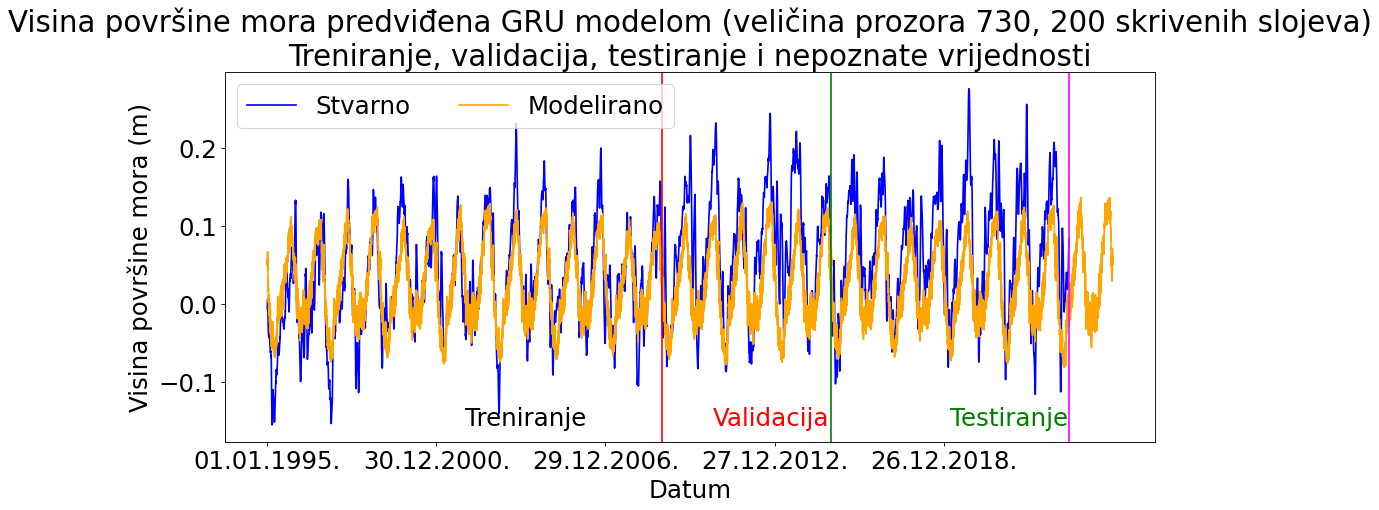 Visina površine mora predviđena GRU modelom (veličina prozora 730, 200 skrivenih slojeva)
Treniranje, validacija, testiranje i nepoznate vrijednosti
Stvarno
Modelirano
Visina površine mora (m)
0.2
0.1
0.0
−0.1
Treniranje
Validacija
Testiranje
01.01.1995.
30.12.2000.
29.12.2006.
27.12.2012.
26.12.2018.
Datum